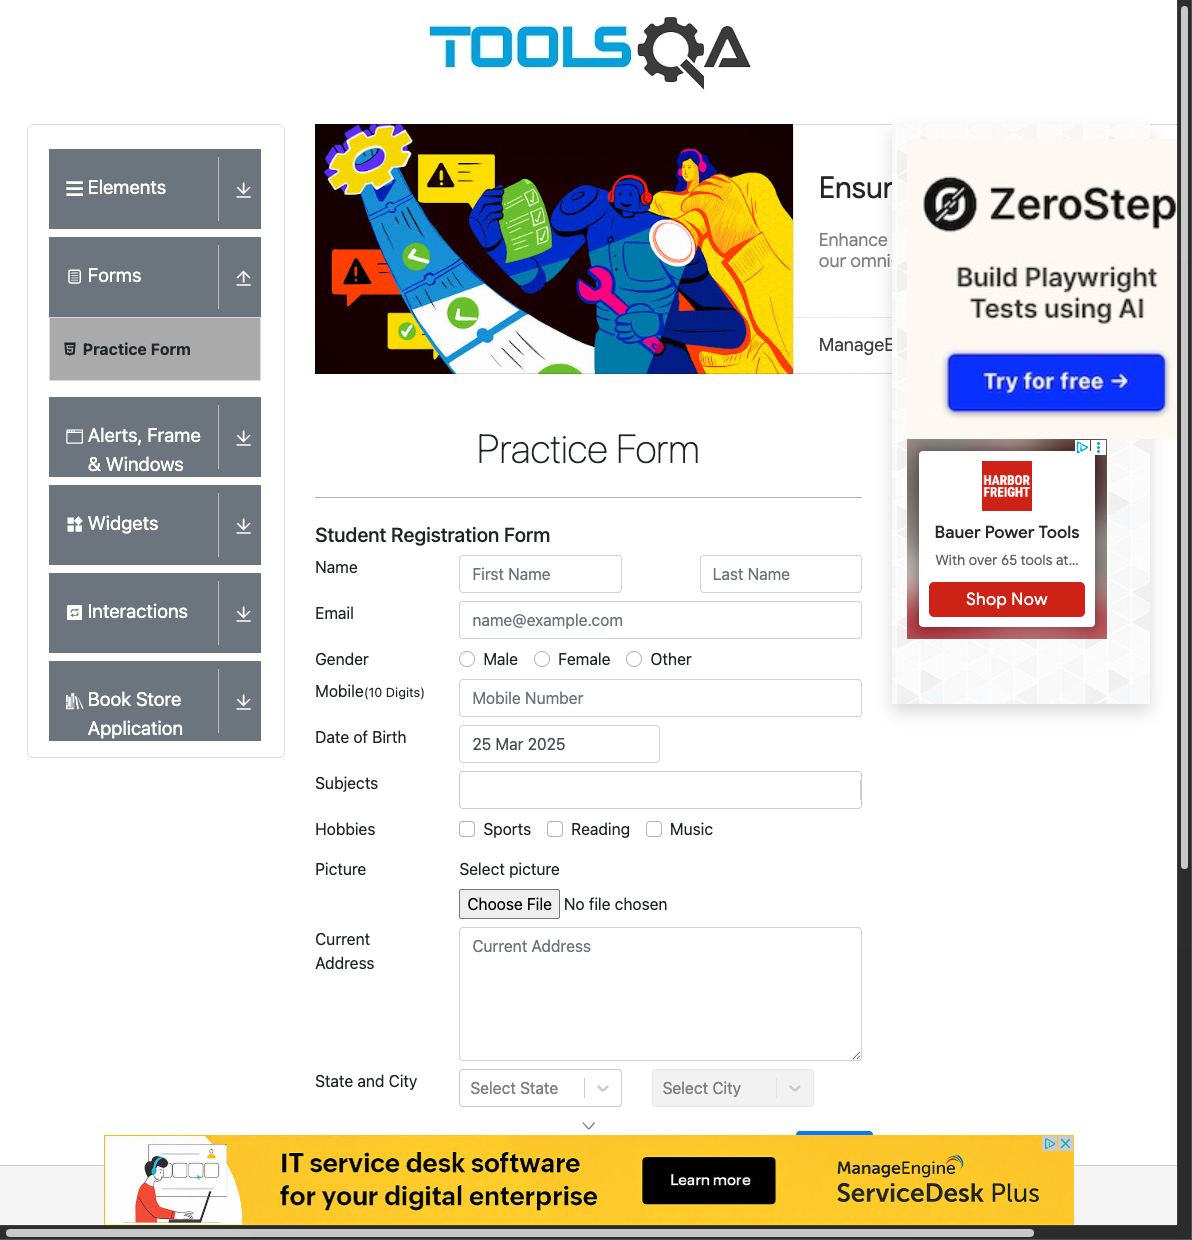 TOOLSQA
Elements
Forms
Practice Form
Alerts, Frame
& Windows
Widgets
Interactions
Book Store
Application
Ensur
Enhance
our omni
ManageE
ZeroStep
Build Playwright
Tests using AI
Try for free →
HARBOR
FREIGHT
Bauer Power Tools
With over 65 tools at...
Shop Now
Practice Form
Student Registration Form
Name
First Name
Last Name
Email
name@example.com
Gender
Male
Female
Other
Mobile(10 Digits)
Mobile Number
Date of Birth
25 Mar 2025
Subjects
Hobbies
Sports
Reading
Music
Picture
Select picture
Choose File No file chosen
Current
Address
Current Address
State and City
Select State
Select City
IT service desk software
for your digital enterprise
Learn more
ManageEngine
ServiceDesk Plus